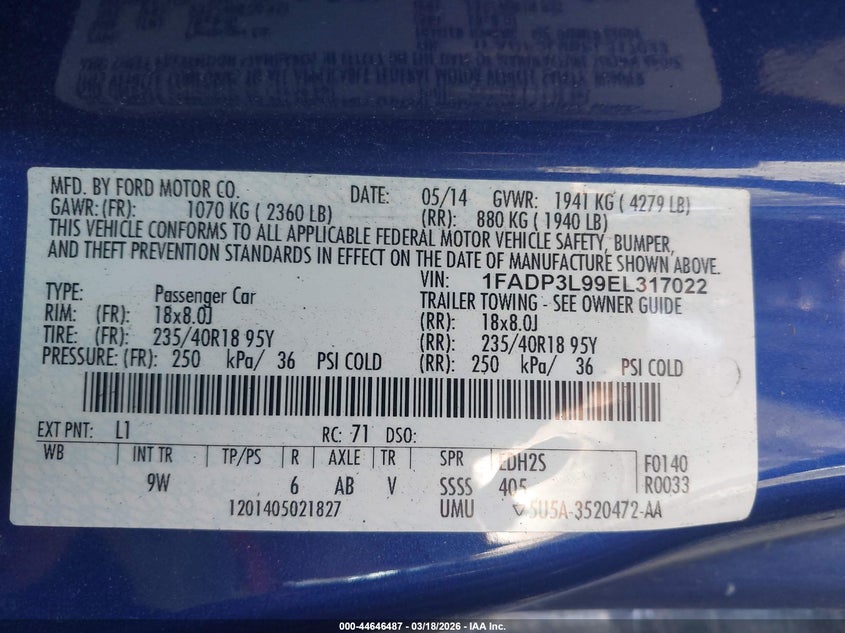 MFD. BY FORD MOTOR CO. DATE: 05/14 GVWR: 1941 KG ( 4279 LB)
GAWR: (FR): 1070 KG ( 2360 LB) (RR): 880 KG ( 1940 LB)
THIS VEHICLE CONFORMS TO ALL APPLICABLE FEDERAL MOTOR VEHICLE SAFETY, BUMPER,
AND THEFT PREVENTION STANDARDS IN EFFECT ON THE DATE OF MANUFACTURE SHOWN ABOVE.
VIN: 1FADP3L99EL317022
TYPE: Passenger Car TRAILER TOWING - SEE OWNER GUIDE
RIM: (FR): 18x8.0J (RR): 18x8.0J
TIRE: (FR): 235/40R18 95Y (RR): 235/40R18 95Y
PRESSURE: (FR): 250 kPa/ 36 PSI COLD (RR): 250 kPa/ 36 PSI COLD
EXT PNT: L1 RC: 71 DSO:
WB INT TR TP/PS R AXLE TR SPR EDH2S F0140
9W 6 AB V SSSS 405 R0033
1201405021827 UMU 5U5A-3520472-AA
000-44646487 - 03/18/2026 - IAA Inc.